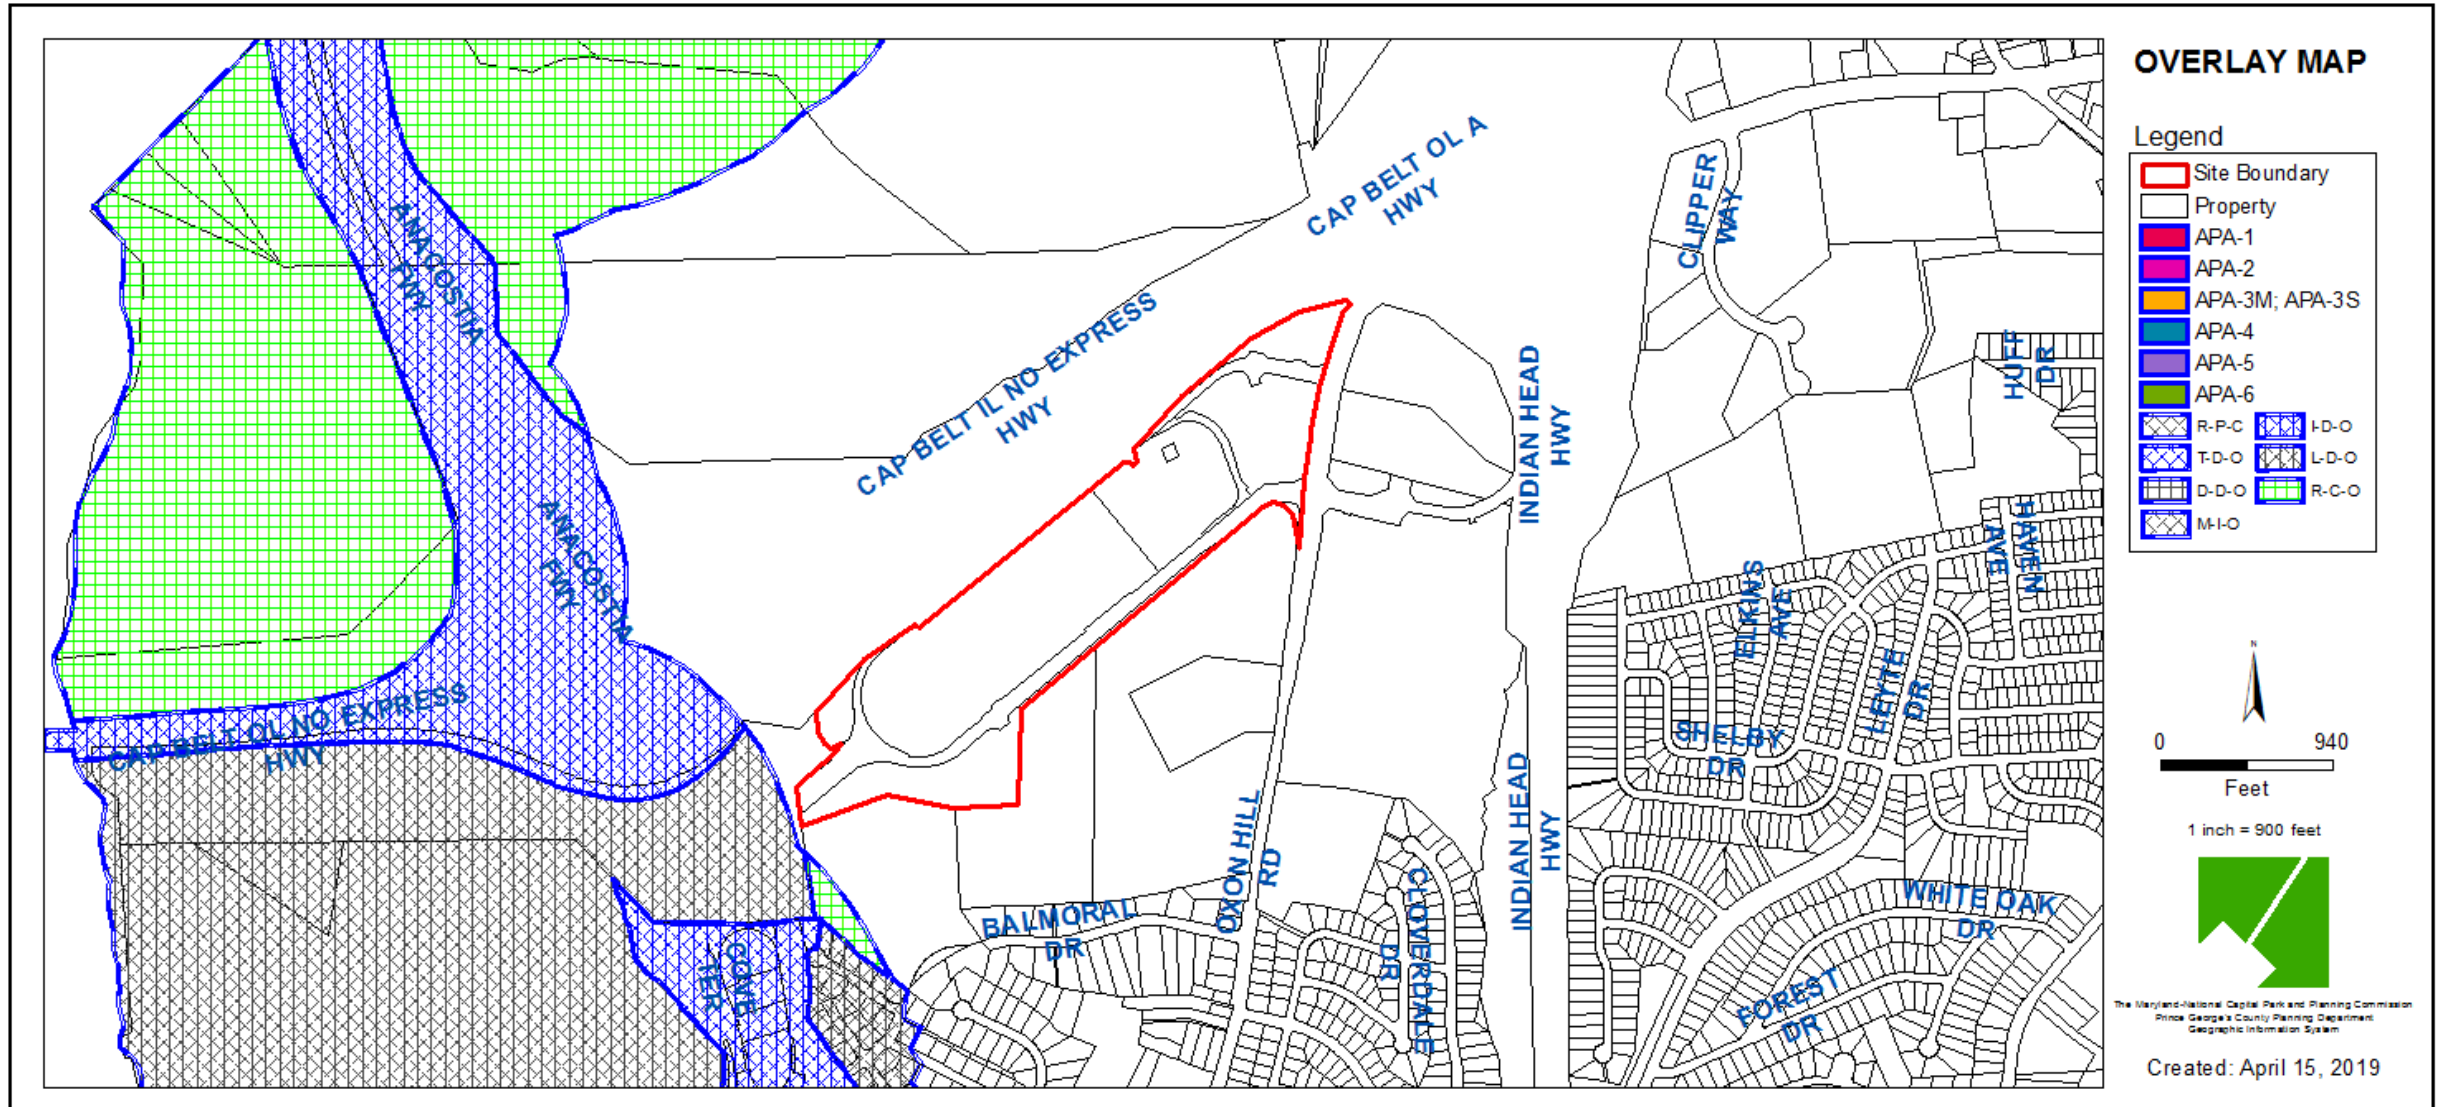 OVERLAY MAP
Legend
Site Boundary
Property
APA-1
APA-2
APA-3M; APA-3S
APA-4
APA-5
APA-6
R-P-C
I-D-O
T-D-O
L-D-O
D-D-O
R-C-O
M-I-O
CAP BELT OL A
HWY
CLIPPER
WAY
ANACOSTIA
FWY
CAP BELT IL NO EXPRESS
HWY
INDIAN HEAD
HWY
HUFF
DR
ANACOSTIA
FWY
HAVEN
AVE
ELKINS
AVE
LEYTE
DR
SHELBY
DR
CAP BELT OL NO EXPRESS
HWY
INDIAN HEAD
HWY
OXON HILL
RD
BALMORAL
DR
CLOVERDALE
DR
WHITE OAK
DR
FOREST
DR
COVE
TER
N
0 940
Feet
1 inch = 900 feet
The Maryland-National Capital Park and Planning Commission
Prince George's County Planning Department
Geographic Information System
Created: April 15, 2019